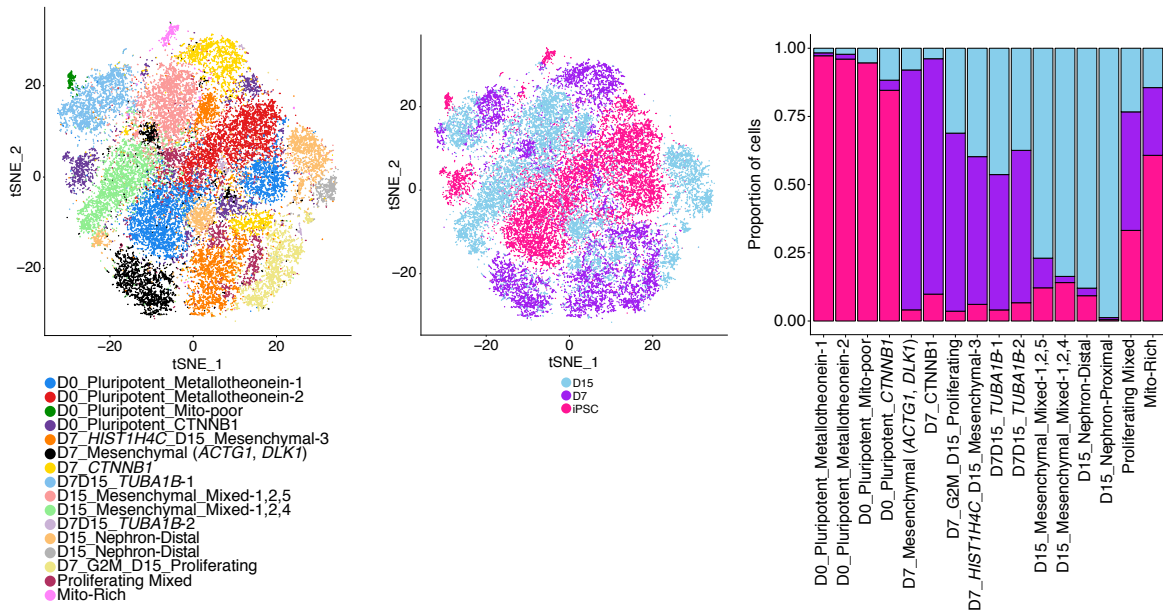 tSNE_2
20
0
−20
−20
0
20
tSNE_1
D0_Pluripotent_Metallotheonein-1
D0_Pluripotent_Metallotheonein-2
D0_Pluripotent_Mito-poor
D0_Pluripotent_CTNNB1
D7_HIST1H4C_D15_Mesenchymal-3
D7_Mesenchymal (ACTG1, DLK1)
D7_CTNNB1
D7D15_TUBA1B-1
D15_Mesenchymal_Mixed-1,2,5
D15_Mesenchymal_Mixed-1,2,4
D7D15_TUBA1B-2
D15_Nephron-Distal
D15_Nephron-Distal
D7_G2M_D15_Proliferating
Proliferating Mixed
Mito-Rich
tSNE_2
20
0
−20
−20
0
20
tSNE_1
D15
D7
iPSC
Proportion of cells
1.00
0.75
0.50
0.25
0.00
D0_Pluripotent_Metallotheonein-1
D0_Pluripotent_Metallotheonein-2
D0_Pluripotent_Mito-poor
D0_Pluripotent_CTNNB1
D7_Mesenchymal (ACTG1, DLK1)
D7_CTNNB1
D7_G2M_D15_Proliferating
D7_HIST1H4C_D15_Mesenchymal-3
D7D15_TUBA1B-1
D7D15_TUBA1B-2
D15_Mesenchymal_Mixed-1,2,5
D15_Mesenchymal_Mixed-1,2,4
D15_Nephron-Distal
D15_Nephron-Proximal
Proliferating Mixed
Mito-Rich